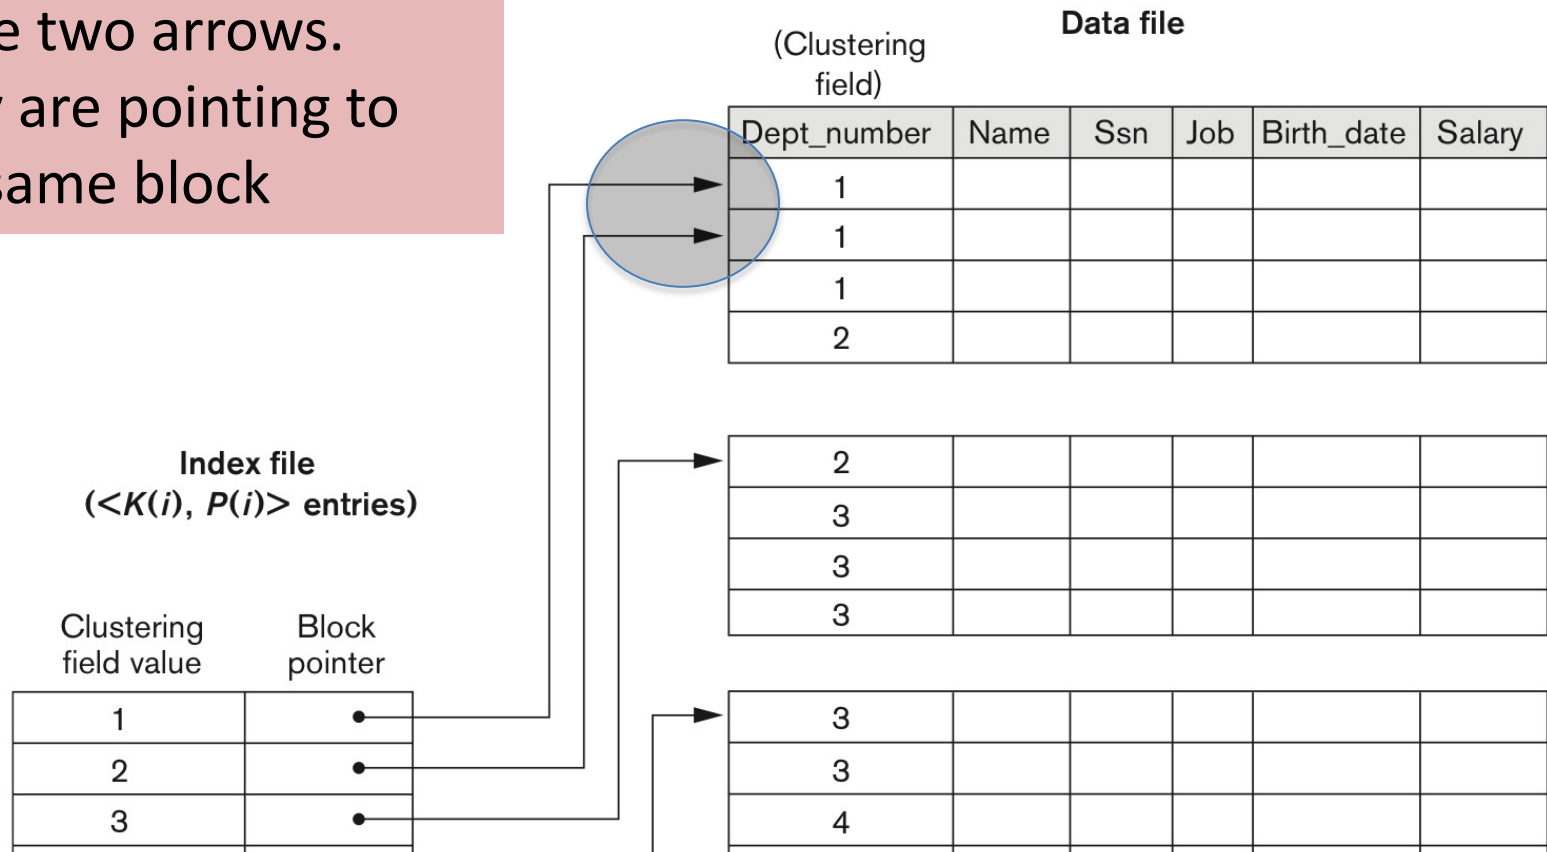 e two arrows.
are pointing to
same block
Data file
(Clustering
field)
Dept_number Name Ssn Job Birth_date Salary
1
1
1
2
2
3
3
3
3
3
4
Index file
(<K(i), P(i)> entries)
Clustering
field value
Block
pointer
1
2
3